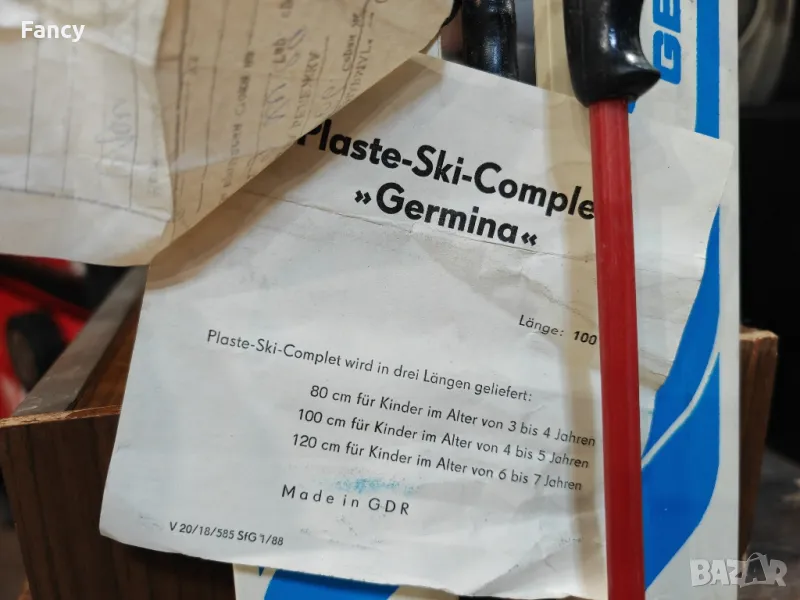 Fancy
GE
Plaste-Ski-Comple
»Germina«
Länge: 100
Plaste-Ski-Complet wird in drei Längen geliefert:
80 cm für Kinder im Alter von 3 bis 4 Jahren
100 cm für Kinder im Alter von 4 bis 5 Jahren
120 cm für Kinder im Alter von 6 bis 7 Jahren
Made in GDR
V 20/18/585 SfG 1/88
BAZAR